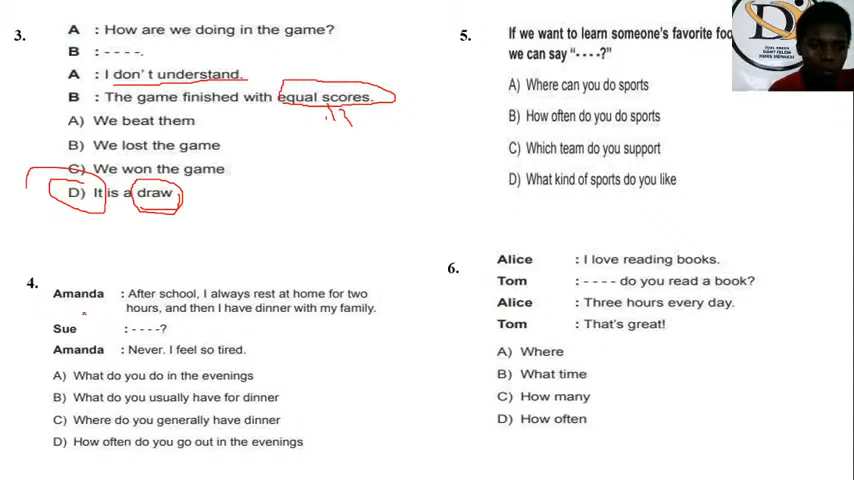 3.
A : How are we doing in the game?
B : - - - -.
A : I don't understand.
B : The game finished with equal scores.
A) We beat them
B) We lost the game
C) We won the game
D) It is a draw
4.
Amanda : After school, I always rest at home for two
hours, and then I have dinner with my family.
Sue : - - - -?
Amanda : Never. I feel so tired.
A) What do you do in the evenings
B) What do you usually have for dinner
C) Where do you generally have dinner
D) How often do you go out in the evenings
5.
If we want to learn someone's favorite
we can say "- - - -?"
A) Where can you do sports
B) How often do you do sports
C) Which team do you support
D) What kind of sports do you like
6.
Alice : I love reading books.
Tom : - - - - do you read a book?
Alice : Three hours every day.
Tom : That's great!
A) Where
B) What time
C) How many
D) How often